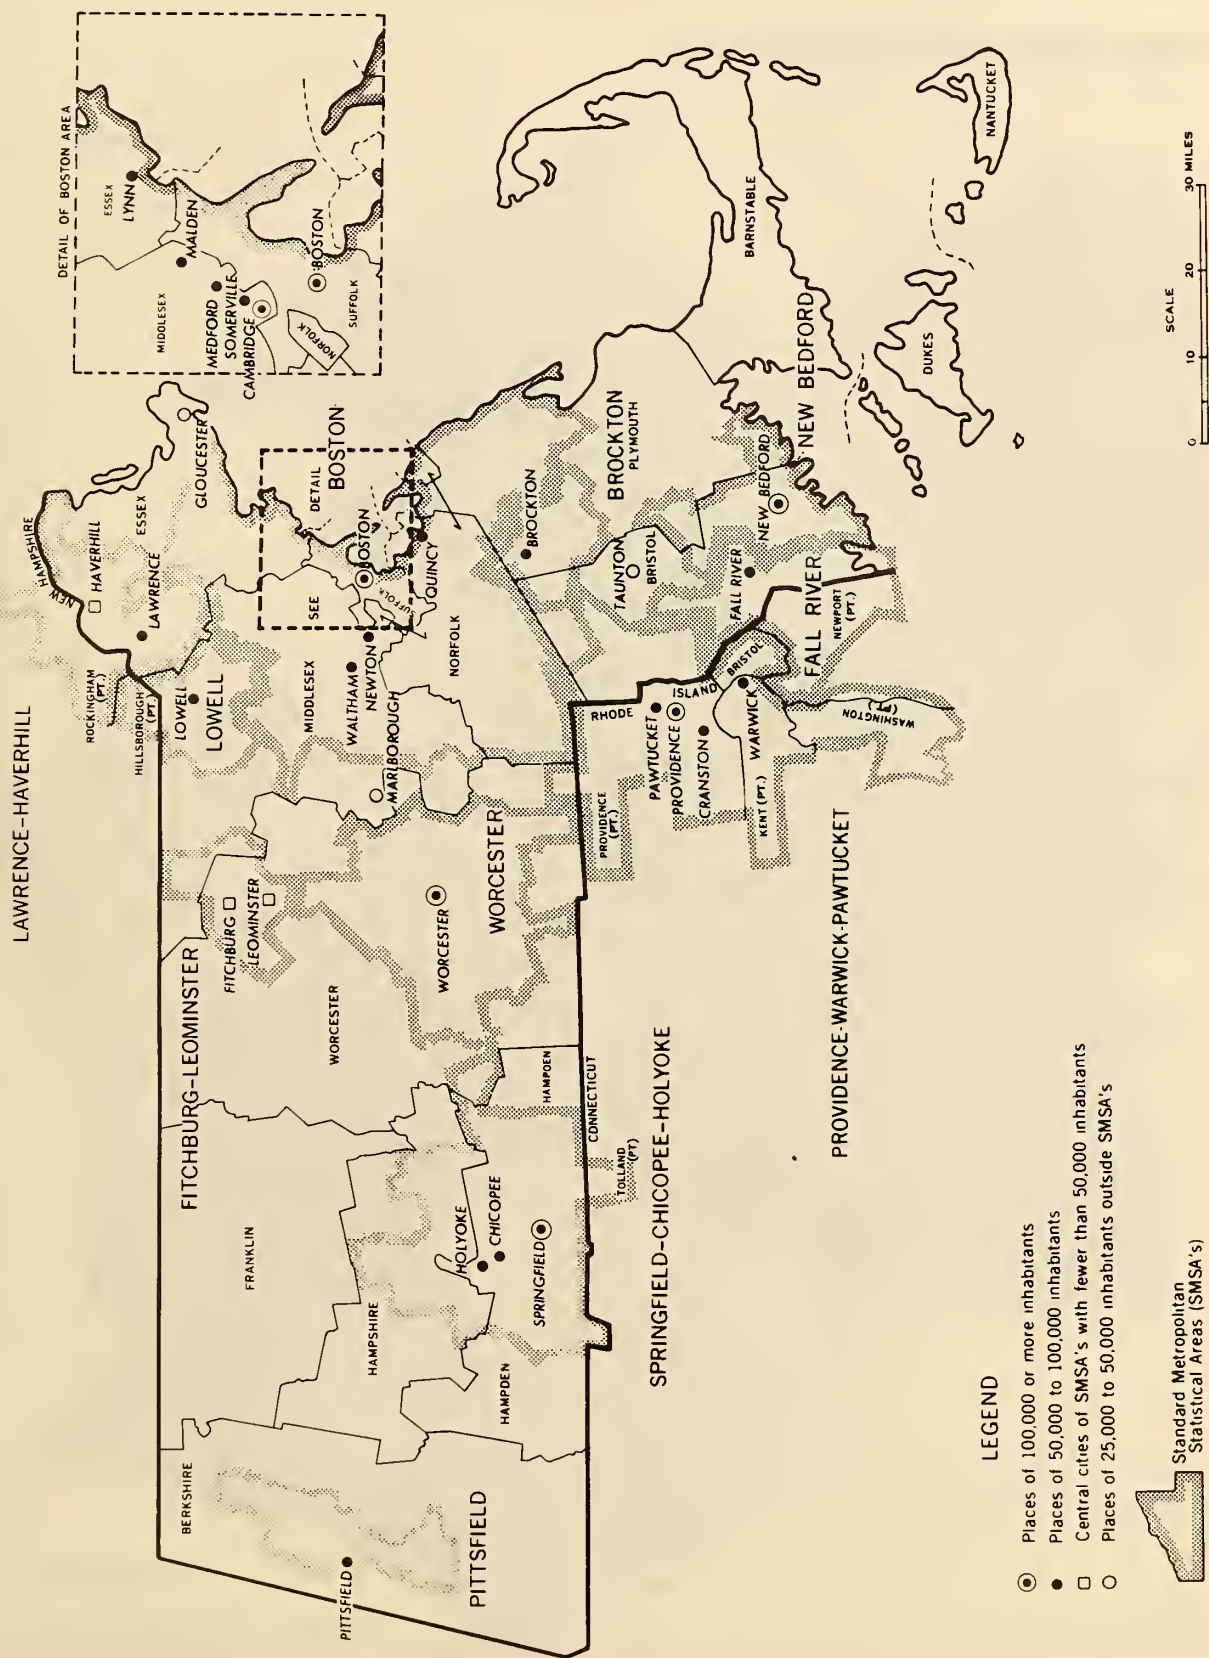 DETAIL OF BOSTON AREA
ESSEX
LYNN
MALDEN
MIDDLESEX
MEDFORD
SOMERVILLE
CAMBRIDGE
BOSTON
NORFOLK
SUFFOLK
LAWRENCE-HAVERHILL
NEW HAMPSHIRE
ROCKINGHAM
(PT.)
HILLSBOROUGH
(PT.)
HAVERHILL
ESSEX
LAWRENCE
GLOUCESTER
LOWELL
LOWELL
BOSTON
SEE
DETAIL
BOSTON
SUFFOLK
QUINCY
MIDDLESEX
WALTHAM
NEWTON
MARLBOROUGH
NORFOLK
FITCHBURG-LEOMINSTER
FITCHBURG
LEOMINSTER
WORCESTER
WORCESTER
WORCESTER
FRANKLIN
HAMPSHIRE
HOLYOKE
CHICOPEE
SPRINGFIELD
HAMPDEN
HAMPDEN
BERKSHIRE
PITTSFIELD
PITTSFIELD
BROCKTON
BROCKTON
PLYMOUTH
TAUNTON
BRISTOL
FALL RIVER
FALL RIVER
NEW BEDFORD
NEW BEDFORD
BARNSTABLE
DUKES
NANTUCKET
NEWPORT
(PT.)
RHODE ISLAND
BRISTOL
PAWTUCKET
PROVIDENCE
CRANSTON
WARWICK
PROVIDENCE
(PT.)
KENT (PT.)
WASHINGTON
(PT.)
CONNECTICUT
TOLLAND
(PT)
SPRINGFIELD-CHICOPEE-HOLYOKE
PROVIDENCE-WARWICK-PAWTUCKET
LEGEND
Places of 100,000 or more inhabitants
Places of 50,000 to 100,000 inhabitants
Central cities of SMSA's with fewer than 50,000 inhabitants
Places of 25,000 to 50,000 inhabitants outside SMSA's
Standard Metropolitan
Statistical Areas (SMSA's)
SCALE
0 10 20 30 MILES